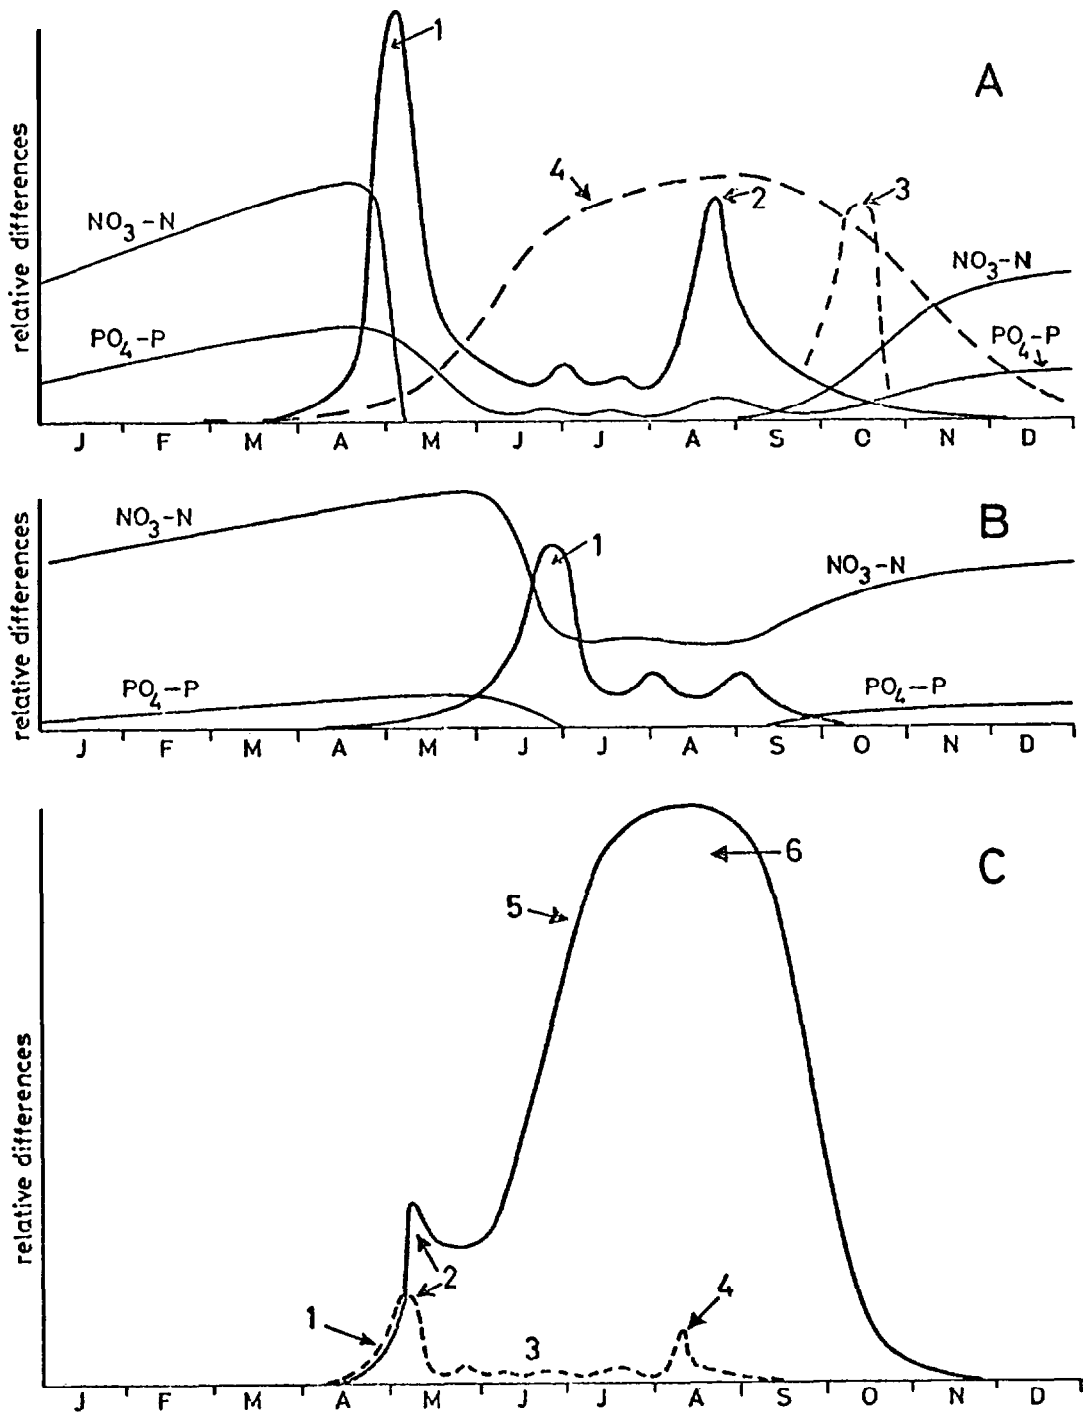 1
A
4
2
3
NO3-N
NO3-N
PO4-P
PO4-P
relative differences
J F M A M J J A S O N D
B
NO3-N
1
NO3-N
PO4-P
PO4-P
relative differences
J F M A M J J A S O N D
6
C
5
2
4
1
3
relative differences
J F M A M J J A S O N D